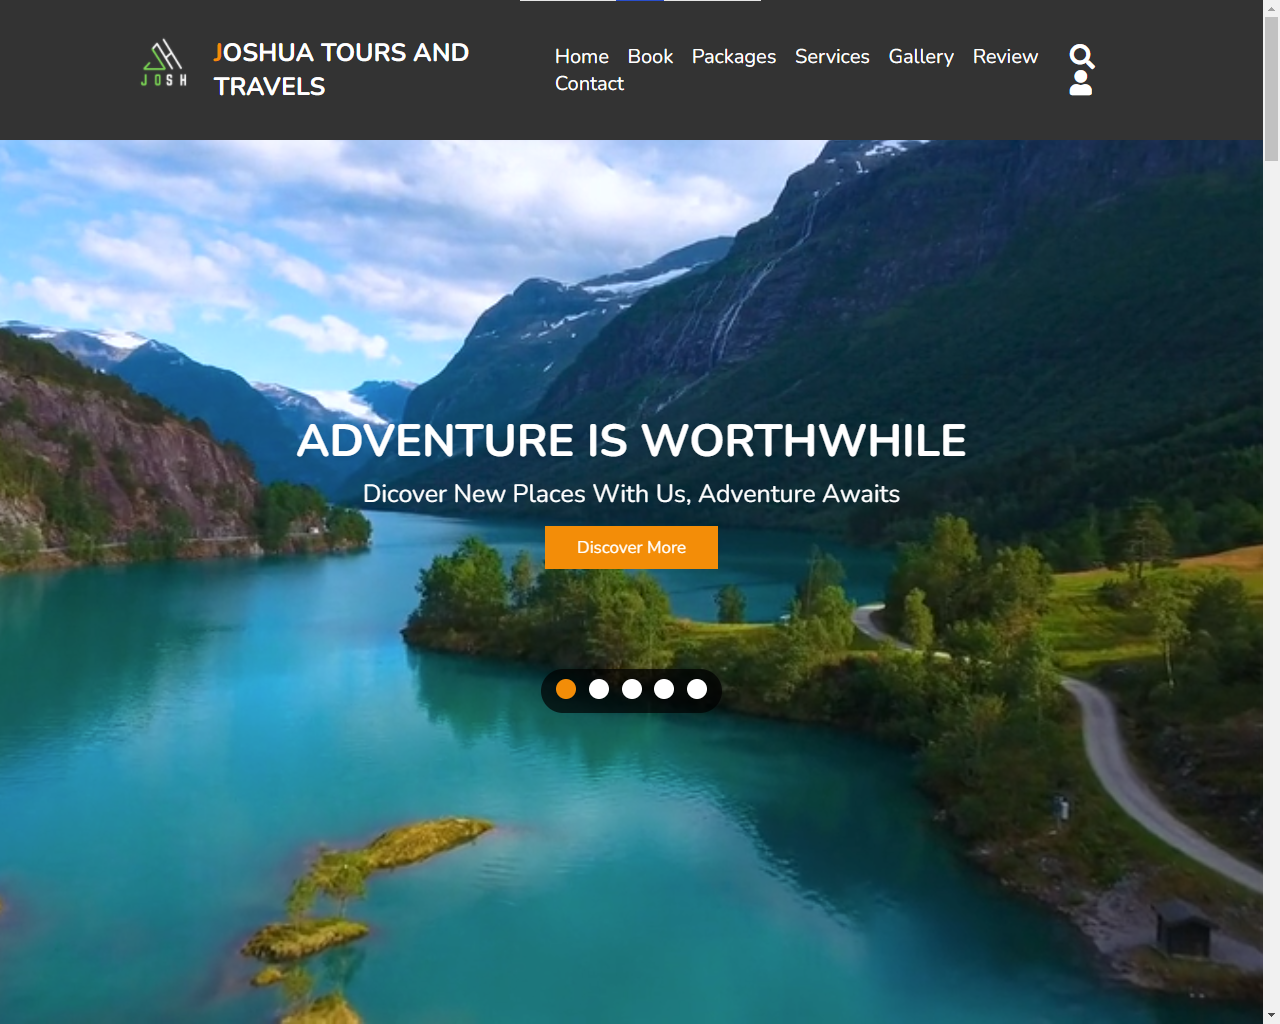 JOSH
JOSHUA TOURS AND
TRAVELS
Home Book Packages Services Gallery Review
Contact
ADVENTURE IS WORTHWHILE
Dicover New Places With Us, Adventure Awaits
Discover More